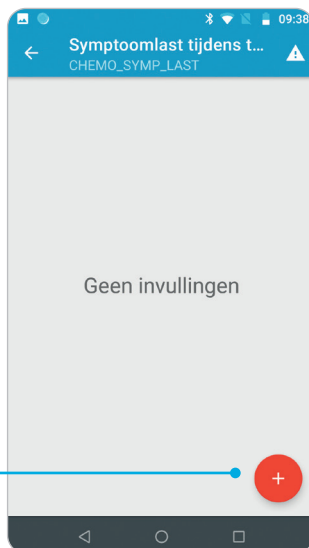 09:38
Symptoomlast tijdens t...
CHEMO_SYMP_LAST
Geen invullingen
+